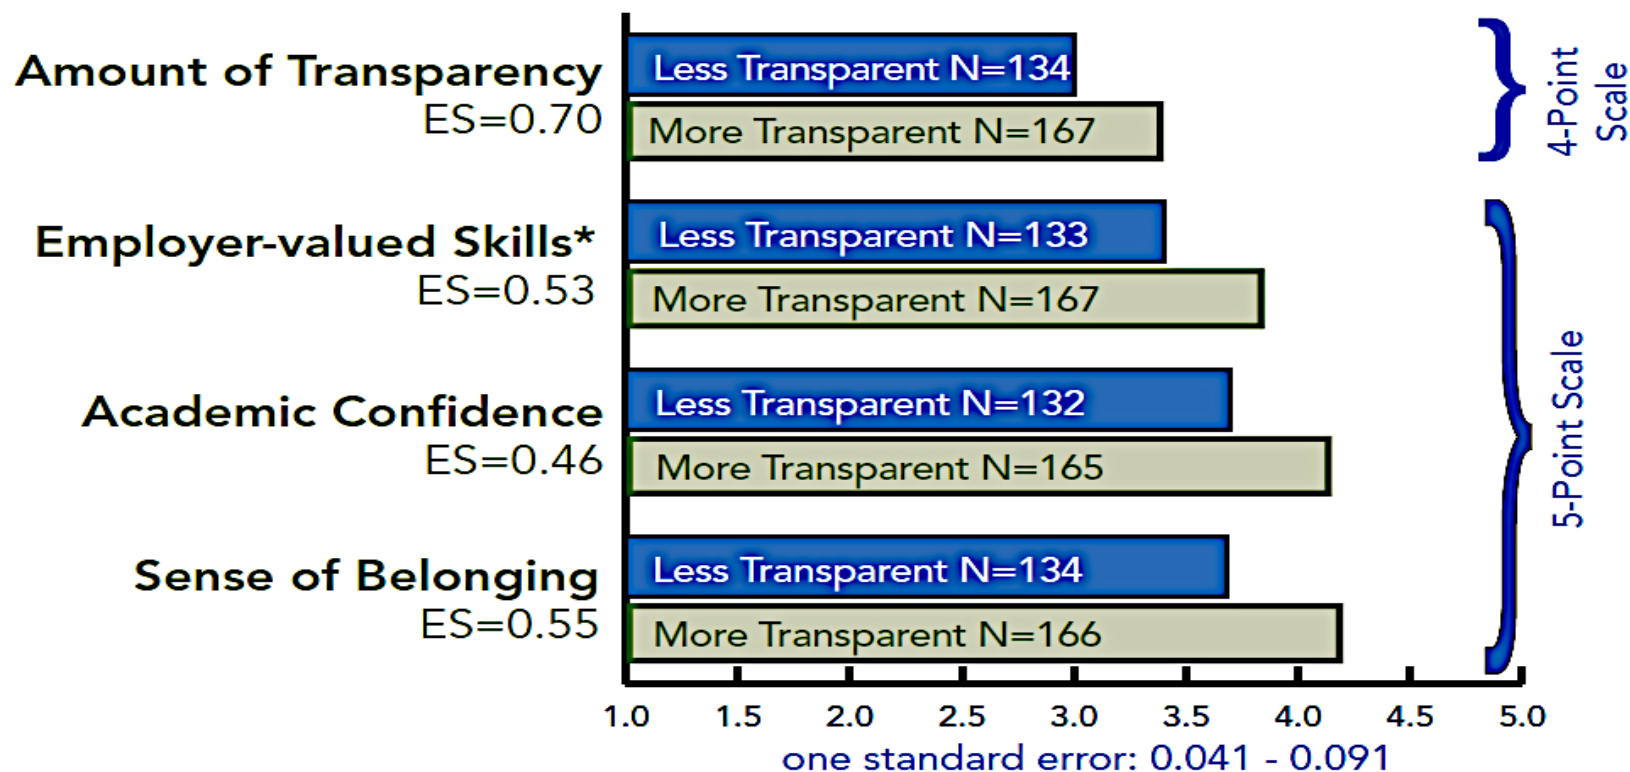 Amount of Transparency
ES=0.70
Less Transparent N=134
More Transparent N=167
4-Point
Scale
Employer-valued Skills*
ES=0.53
Less Transparent N=133
More Transparent N=167
Academic Confidence
ES=0.46
Less Transparent N=132
More Transparent N=165
5-Point Scale
Sense of Belonging
ES=0.55
Less Transparent N=134
More Transparent N=166
1.0 1.5 2.0 2.5 3.0 3.5 4.0 4.5 5.0
one standard error: 0.041 - 0.091